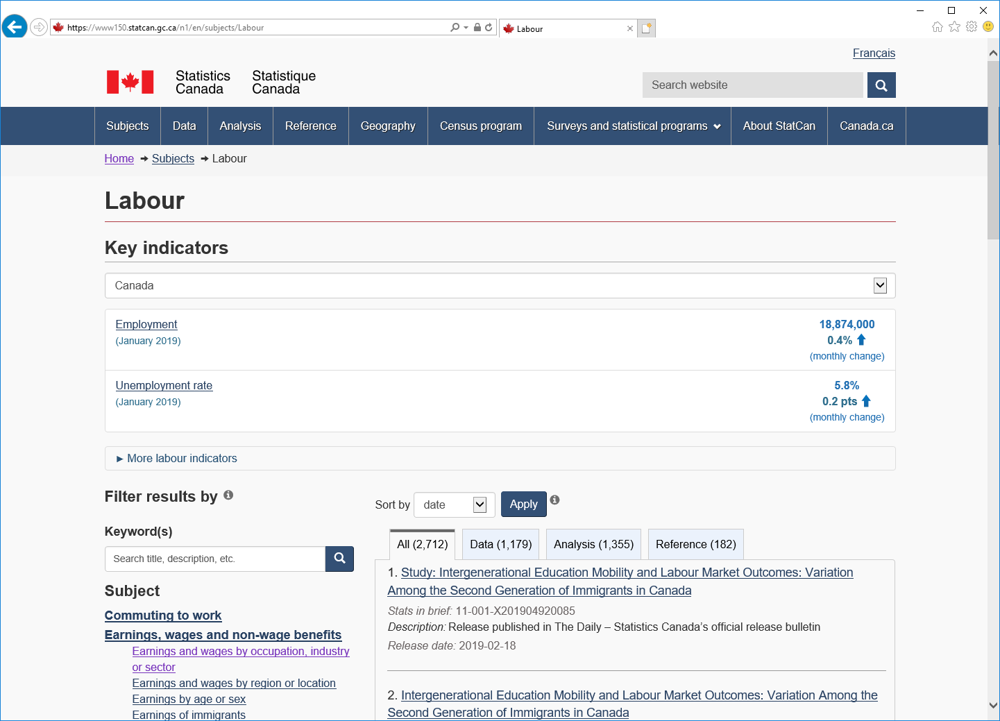 https://www150.statcan.gc.ca/n1/en/subjects/Labour
Labour
Français
Statistics Canada
Statistique Canada
Search website
Subjects
Data
Analysis
Reference
Geography
Census program
Surveys and statistical programs
About StatCan
Canada.ca
Home → Subjects → Labour
Labour
Key indicators
Canada
Employment
(January 2019)
18,874,000
0.4%
(monthly change)
Unemployment rate
(January 2019)
5.8%
0.2 pts
(monthly change)
► More labour indicators
Filter results by
Keyword(s)
Search title, description, etc.
Subject
Commuting to work
Earnings, wages and non-wage benefits
Earnings and wages by occupation, industry
or sector
Earnings and wages by region or location
Earnings by age or sex
Earnings of immigrants
Sort by date Apply
All (2,712)
Data (1,179)
Analysis (1,355)
Reference (182)
1. Study: Intergenerational Education Mobility and Labour Market Outcomes: Variation
Among the Second Generation of Immigrants in Canada
Stats in brief: 11-001-X201904920085
Description: Release published in The Daily – Statistics Canada’s official release bulletin
Release date: 2019-02-18
2. Intergenerational Education Mobility and Labour Market Outcomes: Variation Among the
Second Generation of Immigrants in Canada